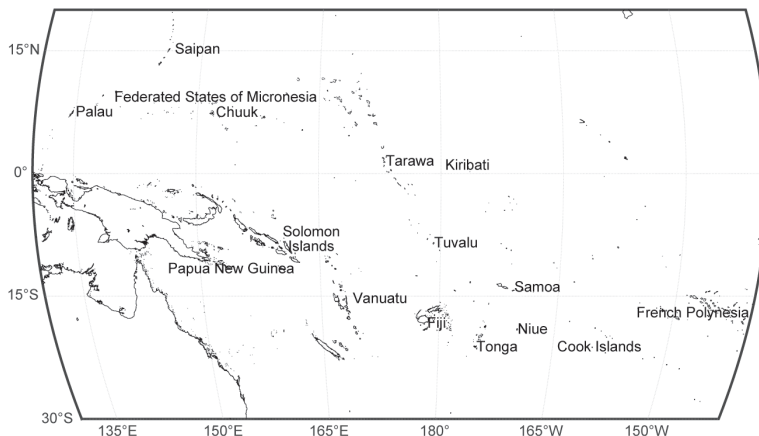 15°N
Saipan
Federated States of Micronesia
Palau
Chuuk
Tarawa
Kiribati
0°
Solomon
Islands
Tuvalu
Papua New Guinea
Samoa
15°S
Vanuatu
French Polynesia
Fiji
Niue
Tonga
Cook Islands
30°S
135°E
150°E
165°E
180°
165°W
150°W